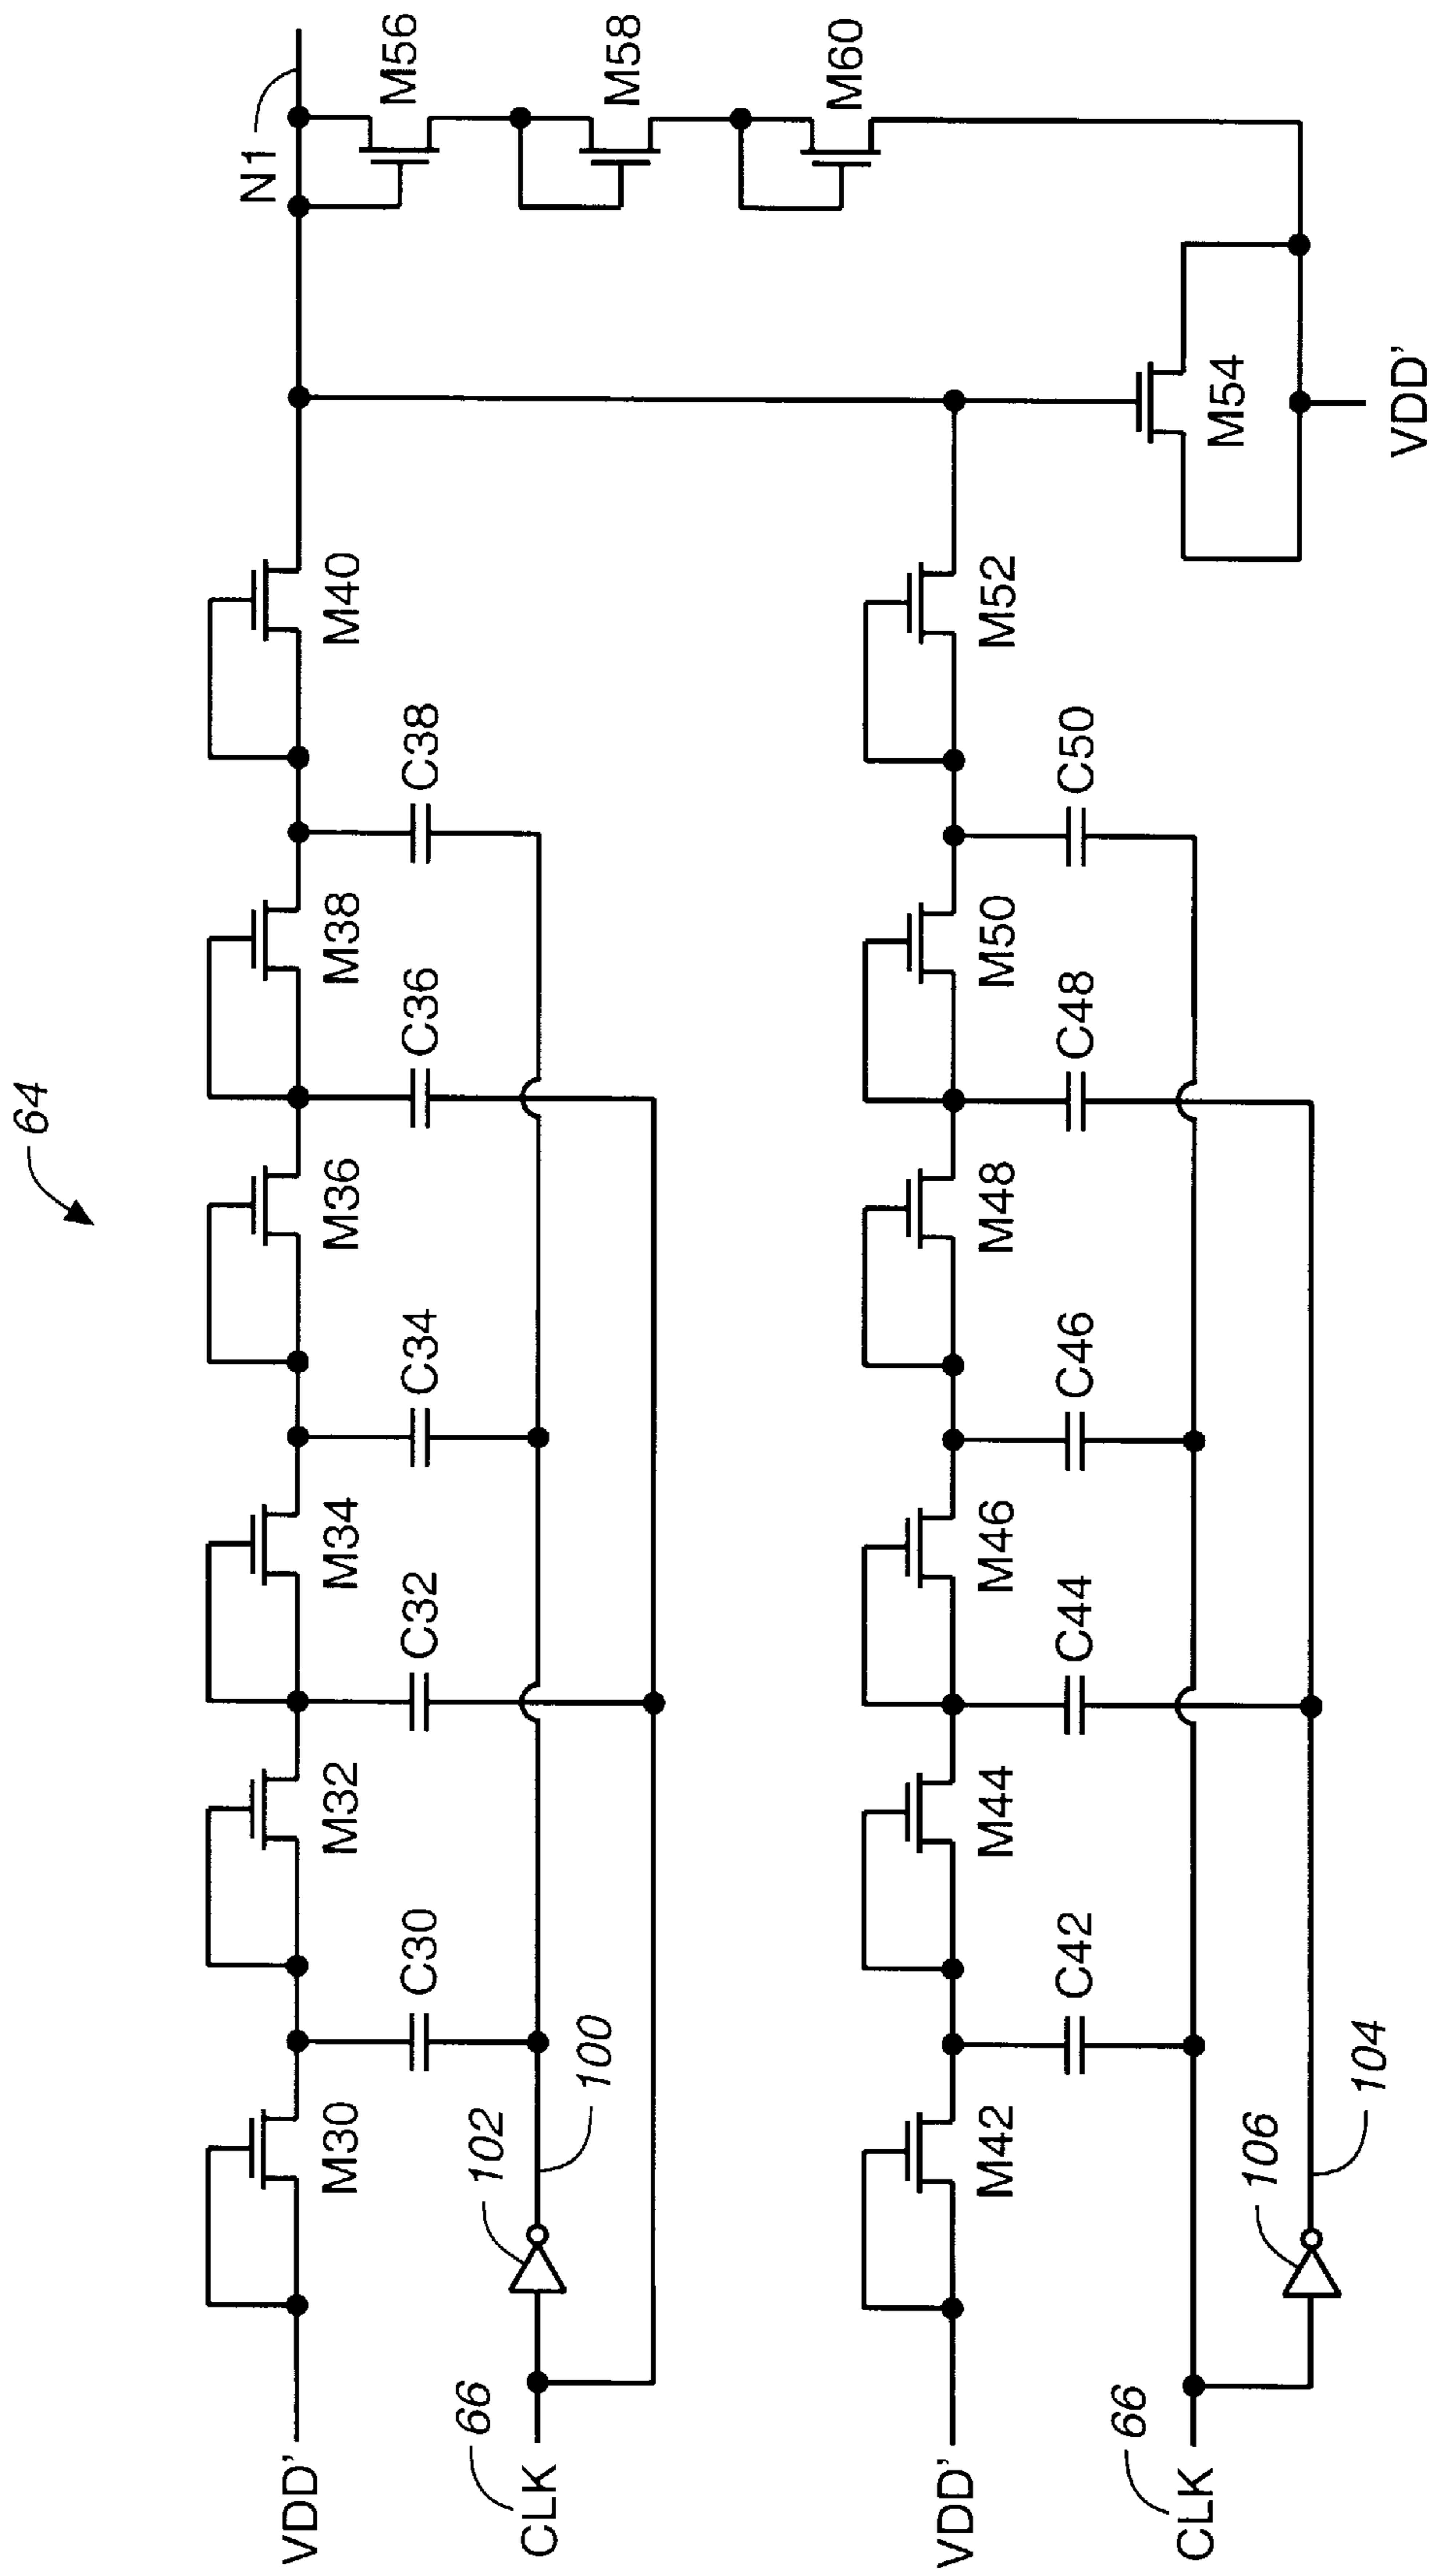 64
N1
M30
M32
M34
M36
M38
M40
M56
M58
M60
VDD'
C30
C32
C34
C36
C38
102
100
66
CLK
M42
M44
M46
M48
M50
M52
VDD'
C42
C44
C46
C48
C50
M54
VDD'
66
CLK
106
104